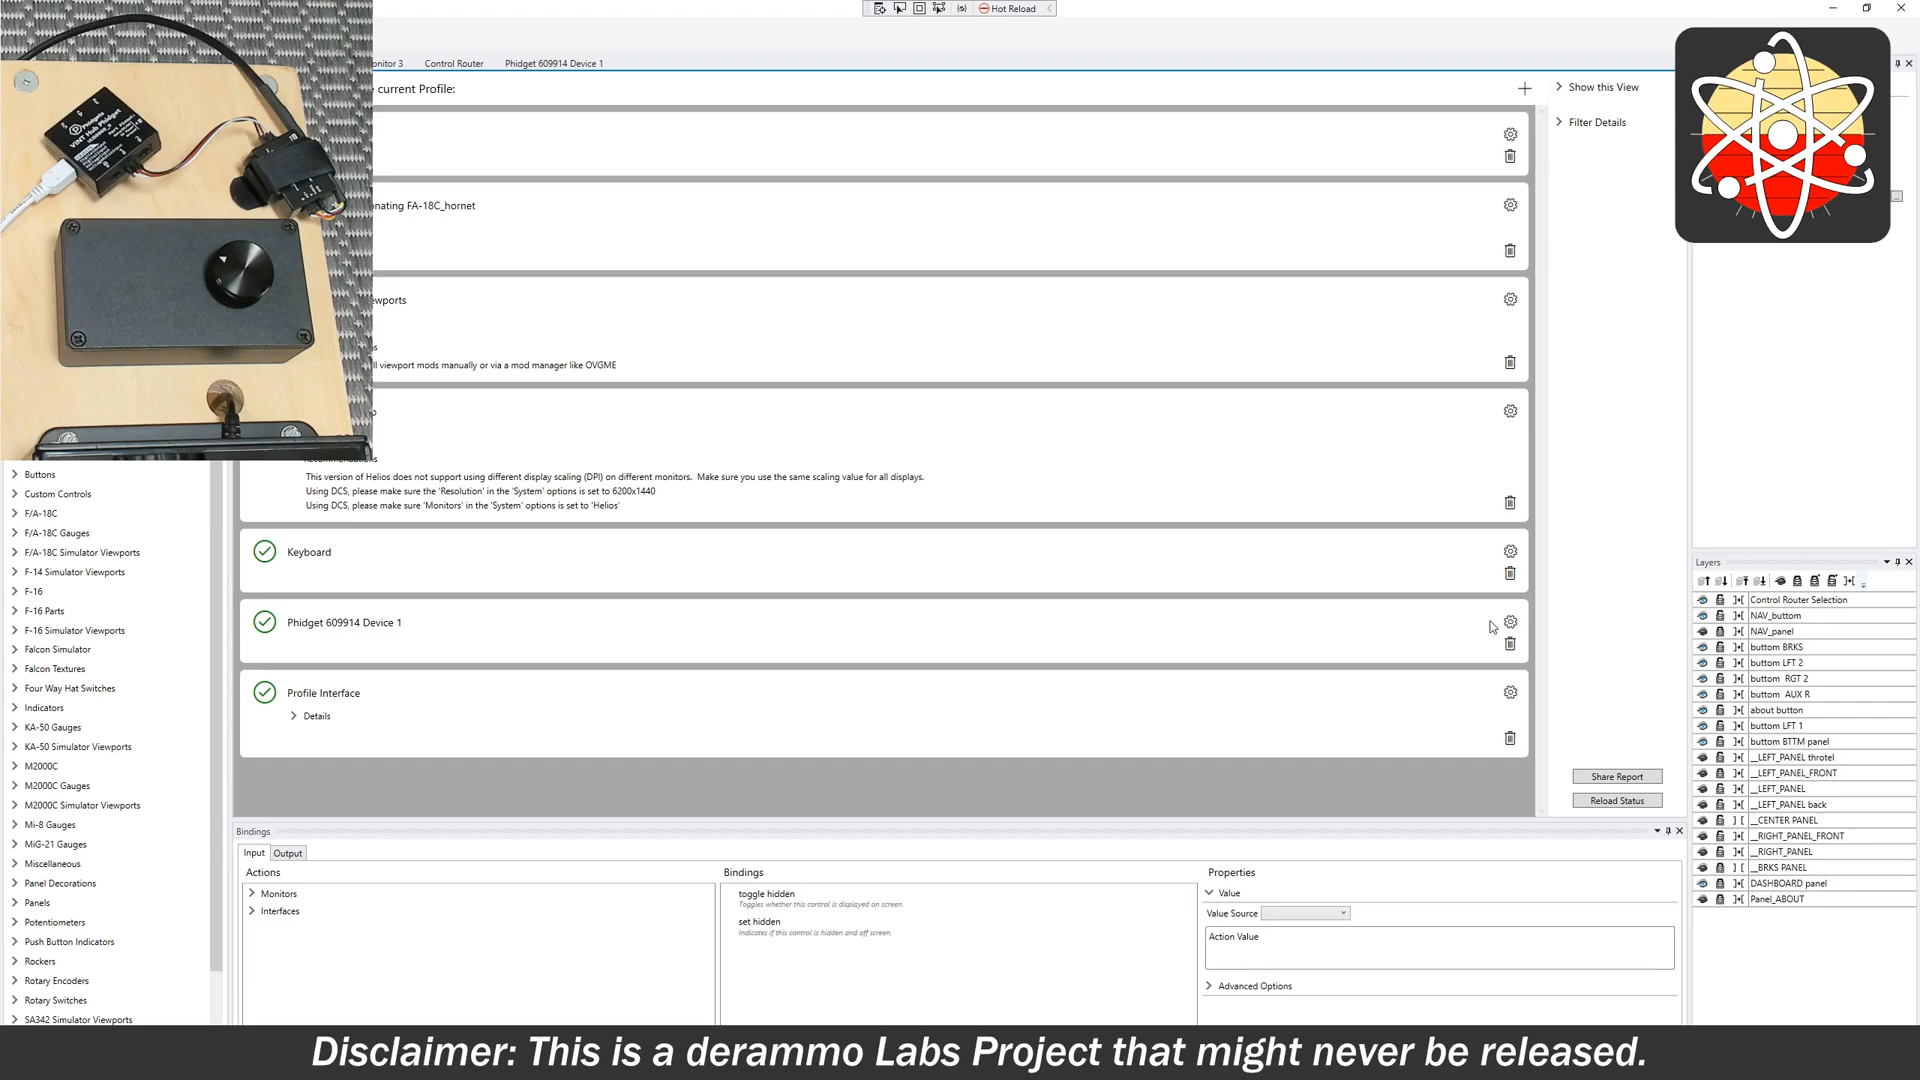 Hot Reload
onitor 3
Control Router
Phidget 609914 Device 1
e current Profile:
Show this View
Filter Details
Phidgets
VINT Hub Phidget
nating FA-18C_hornet
ewports
ll viewport mods manually or via a mod manager like OVGME
This version of Helios does not support using different display scaling (DPI) on different monitors.  Make sure you use the same scaling value for all displays.
Using DCS, please make sure the 'Resolution' in the 'System' options is set to 6200x1440
Using DCS, please make sure 'Monitors' in the 'System' options is set to 'Helios'
Keyboard
Phidget 609914 Device 1
Profile Interface
Details
Share Report
Reload Status
Buttons
Custom Controls
F/A-18C
F/A-18C Gauges
F/A-18C Simulator Viewports
F-14 Simulator Viewports
F-16
F-16 Parts
F-16 Simulator Viewports
Falcon Simulator
Falcon Textures
Four Way Hat Switches
Indicators
KA-50 Gauges
KA-50 Simulator Viewports
M2000C
M2000C Gauges
M2000C Simulator Viewports
Mi-8 Gauges
MiG-21 Gauges
Miscellaneous
Panel Decorations
Panels
Potentiometers
Push Button Indicators
Rockers
Rotary Encoders
Rotary Switches
SA342 Simulator Viewports
Bindings
Input
Output
Actions
Monitors
Interfaces
Bindings
toggle hidden
Toggles whether this control is displayed on screen.
set hidden
Indicates if this control is hidden and off screen.
Properties
Value
Value Source
Action Value
Advanced Options
Layers
Control Router Selection
NAV_buttom
NAV_panel
buttom BRKS
buttom LFT 2
buttom  RGT 2
buttom  AUX R
about button
buttom LFT 1
buttom BTTM panel
__LEFT_PANEL throtel
__LEFT_PANEL_FRONT
__LEFT_PANEL
__LEFT_PANEL back
__CENTER PANEL
__RIGHT_PANEL_FRONT
__RIGHT_PANEL
__BRKS PANEL
DASHBOARD panel
Panel_ABOUT
Disclaimer: This is a derammo Labs Project that might never be released.